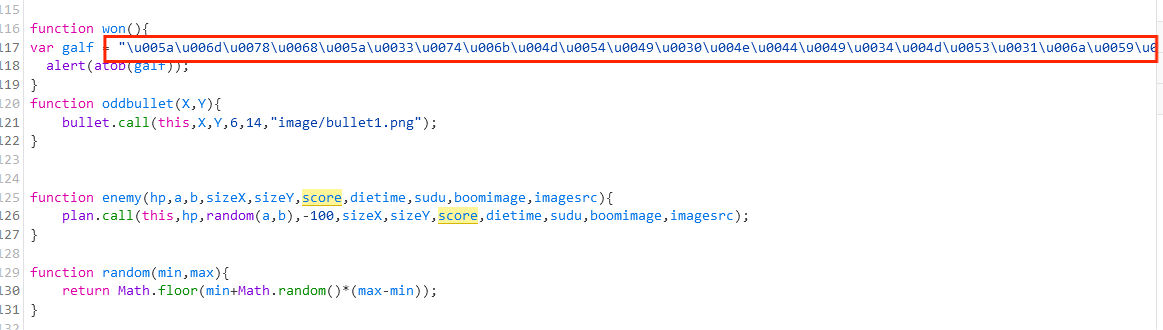 115
116 function won(){
117 var galf = "\u005a\u006d\u0078\u0068\u005a\u0033\u0074\u006b\u004d\u0054\u0049\u0030\u004e\u0044\u0049\u0034\u004d\u0053\u0031\u006a\u0059\u0
118   alert(atob(galf));
119 }
120 function oddbullet(X,Y){
121     bullet.call(this,X,Y,6,14,"image/bullet1.png");
122 }
123
124
125 function enemy(hp,a,b,sizeX,sizeY,score,dietime,sudu,boomimage,imagesrc){
126     plan.call(this,hp,random(a,b),-100,sizeX,sizeY,score,dietime,sudu,boomimage,imagesrc);
127 }
128
129 function random(min,max){
130     return Math.floor(min+Math.random()*(max-min));
131 }
132